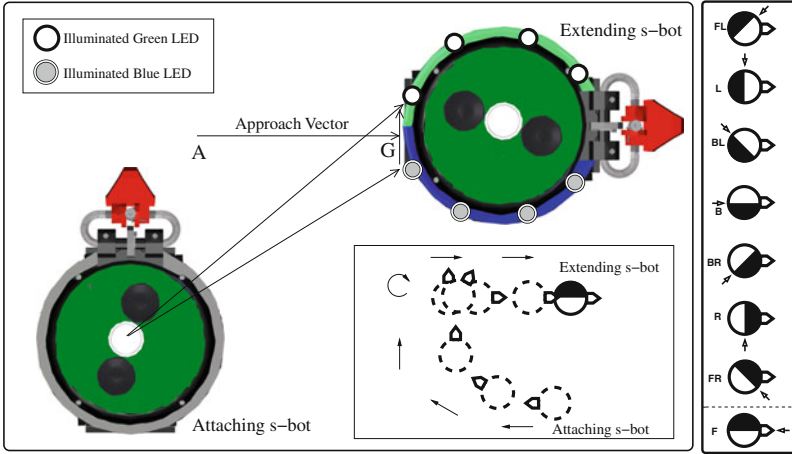 Illuminated Green LED
Illuminated Blue LED
Extending s−bot
Approach Vector
A
G
Attaching s−bot
Extending s−bot
Attaching s−bot
FL
L
BL
B
BR
R
FR
F